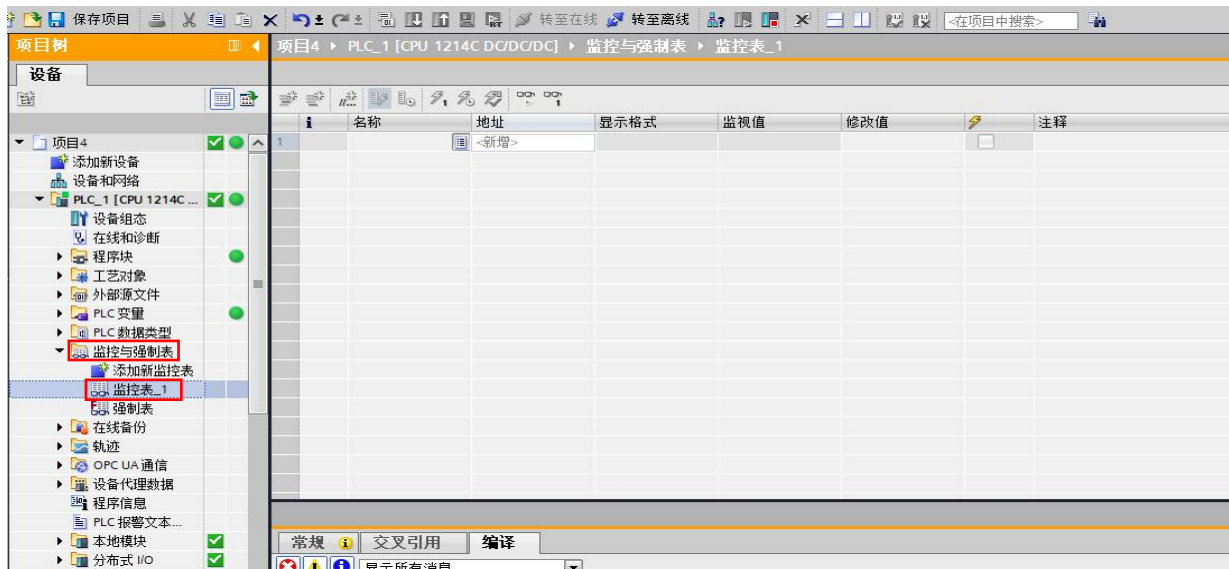 保存项目 转至在线 转至离线 <在项目中搜索>
项目树
项目4 PLC_1 [CPU 1214C DC/DC/DC] 监控与强制表 监控表_1
设备
i 名称 地址 显示格式 监视值 修改值 注释
1 <新增>
项目4
添加新设备
设备和网络
PLC_1 [CPU 1214C ...
设备组态
在线和诊断
程序块
工艺对象
外部源文件
PLC 变量
PLC 数据类型
监控与强制表
添加新监控表
监控表_1
强制表
在线备份
轨迹
OPC UA 通信
设备代理数据
程序信息
PLC 报警文本...
本地模块
分布式 I/O
常规 交叉引用 编译
显示所有消息